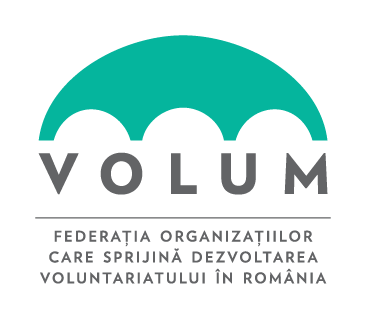 VOLUM
FEDERAȚIA ORGANIZAȚIILOR
CARE SPRIJINĂ DEZVOLTAREA
VOLUNTARIATULUI ÎN ROMÂNIA